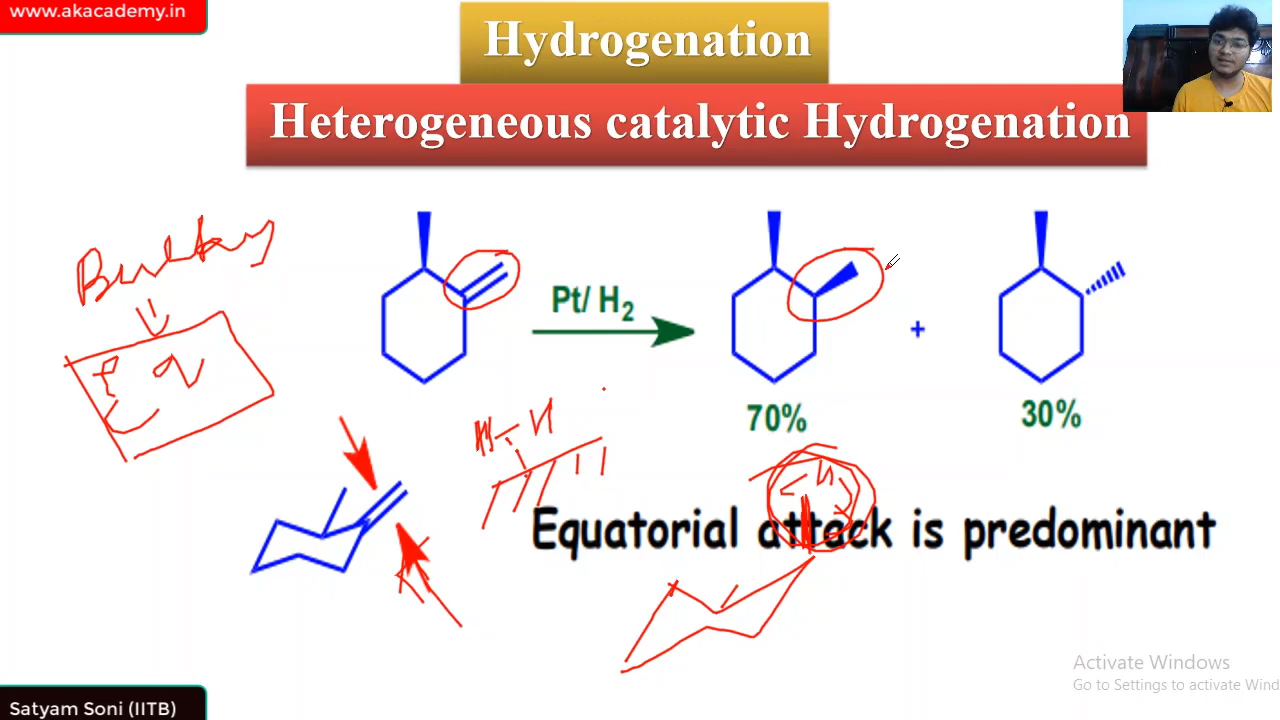 www.akacademy.in
Hydrogenation
Heterogeneous catalytic Hydrogenation
Bulky
Pt/ H2
+
70%
30%
H-H
CH3
Equatorial attack is predominant
Activate Windows
Go to Settings to activate Wind
Satyam Soni (IITB)